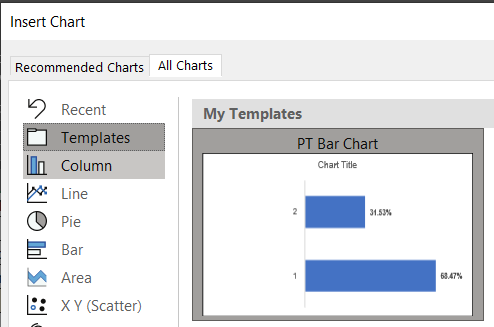 Insert Chart
Recommended Charts
All Charts
Recent
Templates
Column
Line
Pie
Bar
Area
X Y (Scatter)
My Templates
PT Bar Chart
Chart Title
2
31.53%
1
68.47%